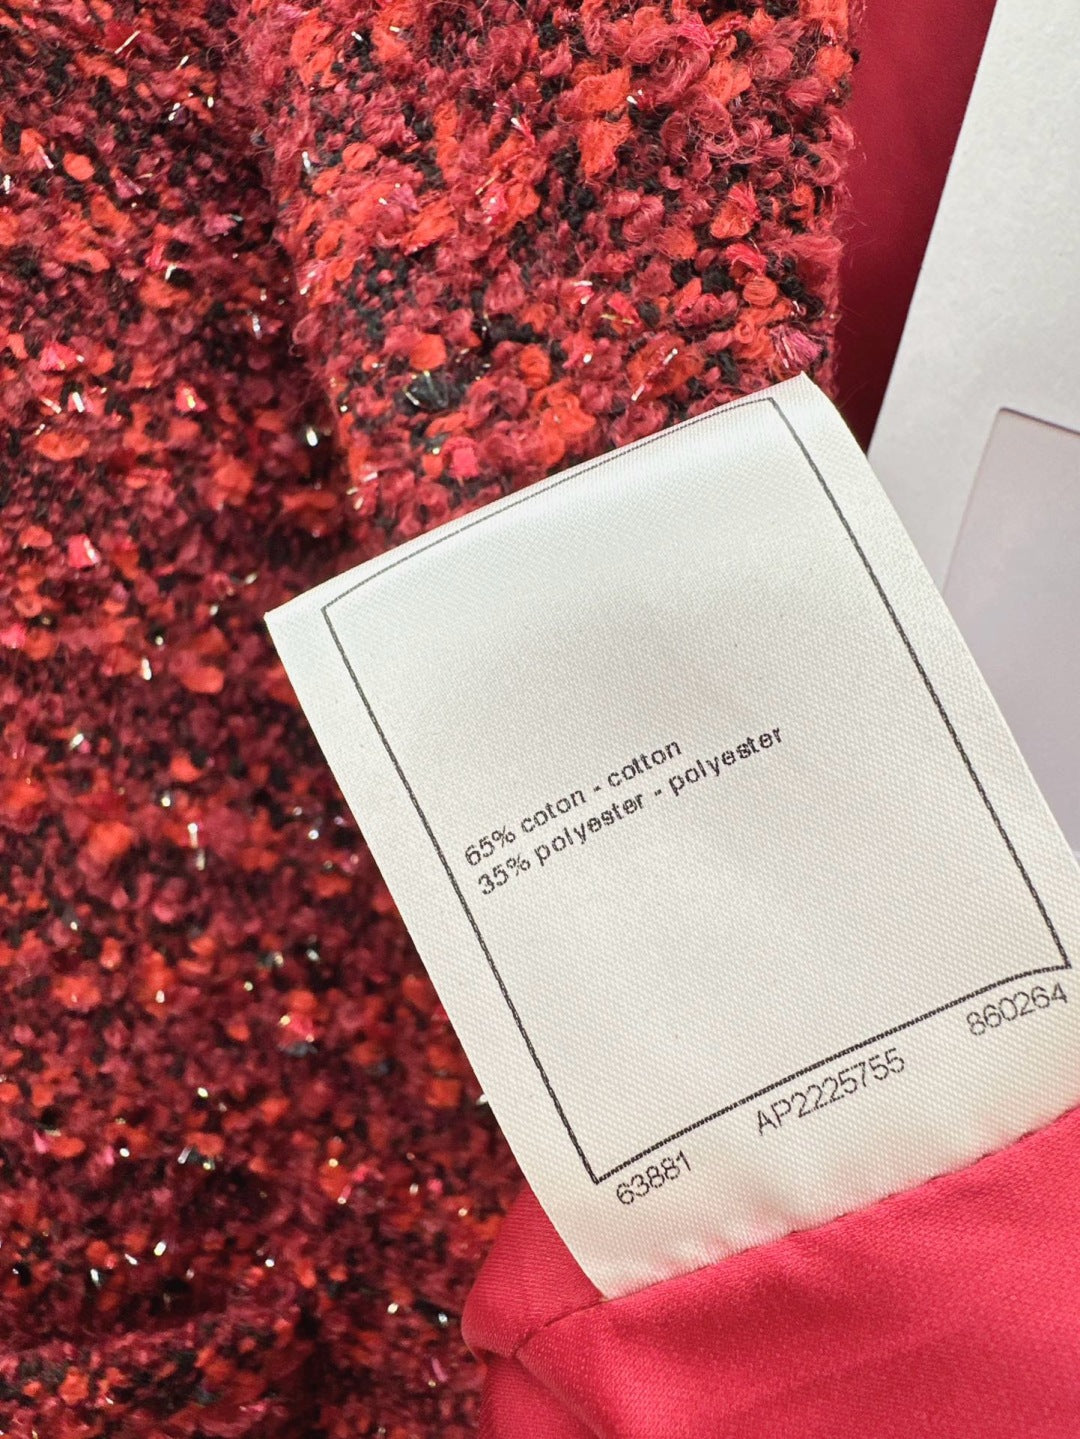 65% coton - cotton
35% polyester - polyester
63881 AP2225755 860264